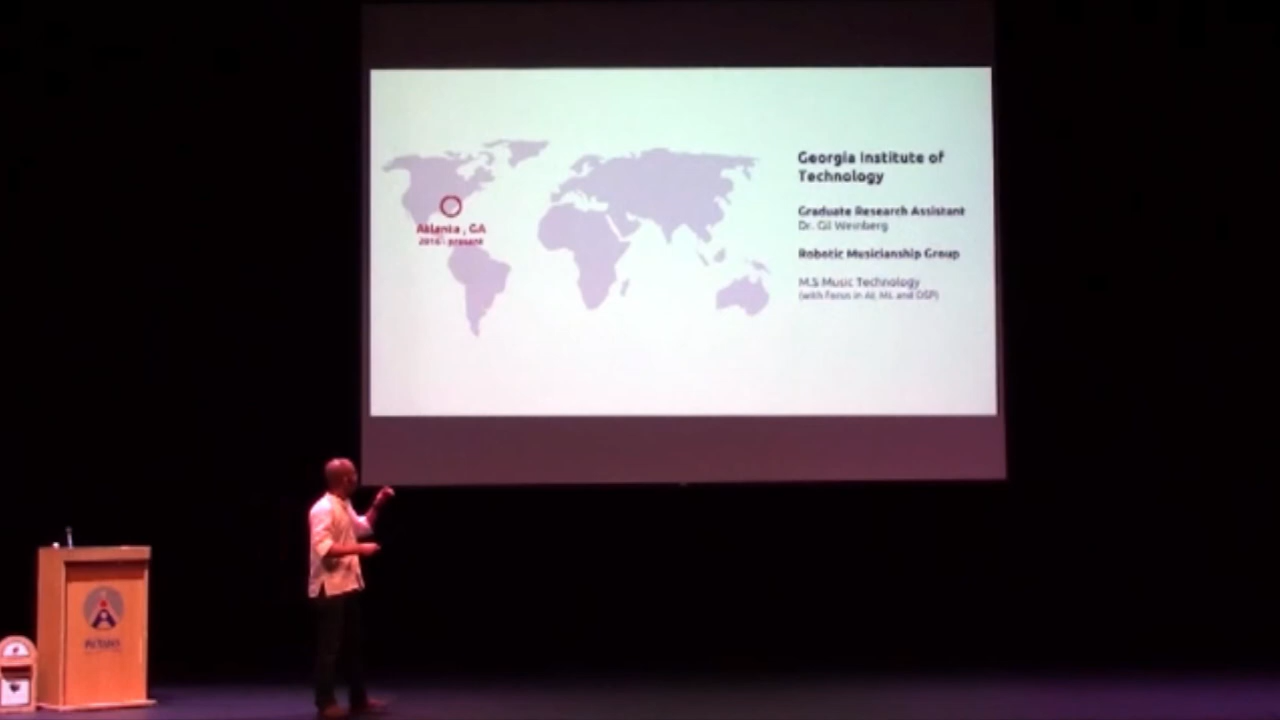 Georgia Institute of
Technology
Graduate Research Assistant
Dr. Gil Weinberg
Robotic Musicianship Group
M.S Music Technology
(with Focus in AI, ML and DSP)
Atlanta , GA
2016 - present